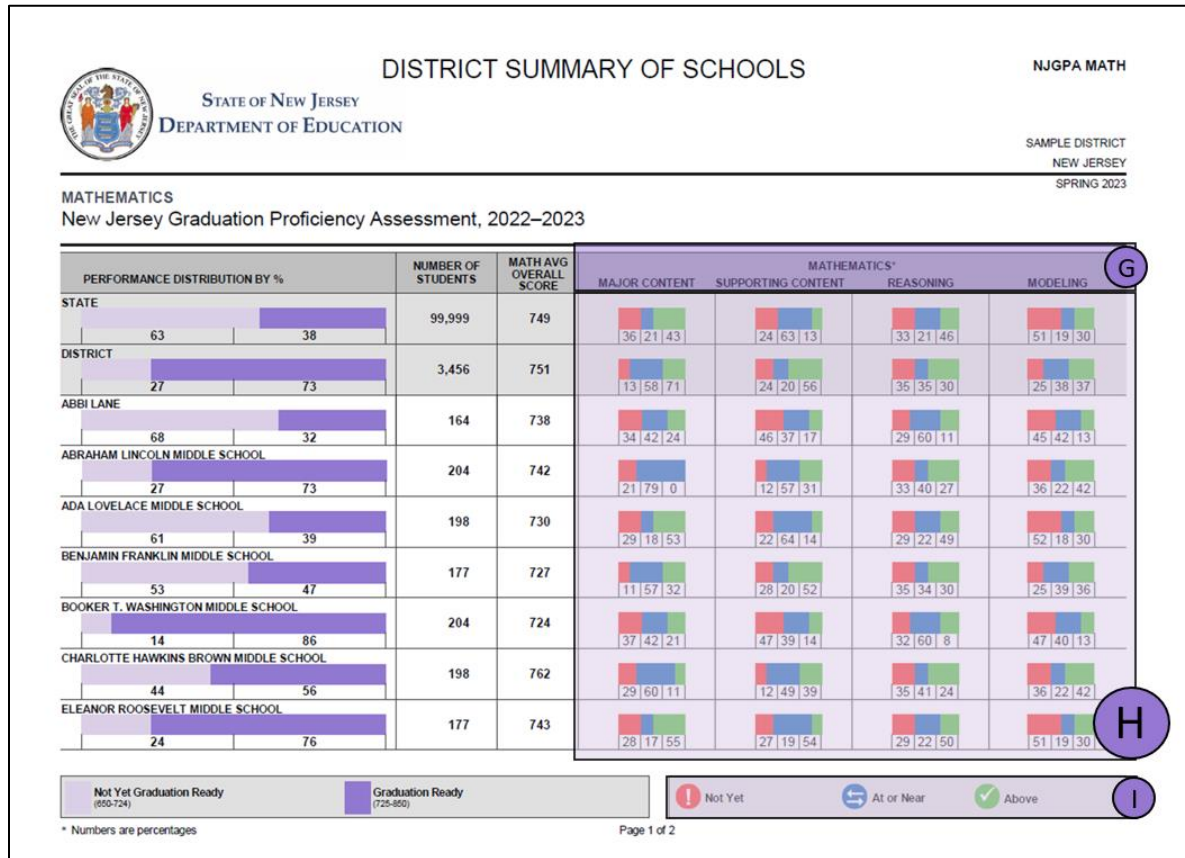 DISTRICT SUMMARY OF SCHOOLS
NJGPA MATH
STATE OF NEW JERSEY
DEPARTMENT OF EDUCATION
SAMPLE DISTRICT
NEW JERSEY
SPRING 2023
MATHEMATICS
New Jersey Graduation Proficiency Assessment, 2022–2023
PERFORMANCE DISTRIBUTION BY %
NUMBER OF
STUDENTS
MATH AVG
OVERALL
SCORE
MATHEMATICS*
G
MAJOR CONTENT SUPPORTING CONTENT REASONING MODELING
STATE
99,999 749
63 38 36 21 43 24 63 13 33 21 46 51 19 30
DISTRICT
3,456 751
27 73 13 58 71 24 20 56 35 35 30 25 38 37
ABBI LANE
164 738
68 32 34 42 24 46 37 17 29 60 11 45 42 13
ABRAHAM LINCOLN MIDDLE SCHOOL
204 742
27 73 21 79 0 12 57 31 33 40 27 36 22 42
ADA LOVELACE MIDDLE SCHOOL
198 730
61 39 29 18 53 22 64 14 29 22 49 52 18 30
BENJAMIN FRANKLIN MIDDLE SCHOOL
177 727
53 47 11 57 32 28 20 52 35 34 30 25 39 36
BOOKER T. WASHINGTON MIDDLE SCHOOL
204 724
14 86 37 42 21 47 39 14 32 60 8 47 40 13
CHARLOTTE HAWKINS BROWN MIDDLE SCHOOL
198 762
44 56 29 60 11 12 49 39 35 41 24 36 22 42
ELEANOR ROOSEVELT MIDDLE SCHOOL
177 743
H
24 76 28 17 55 27 19 54 29 22 50 51 19 30
Not Yet Graduation Ready
(650-724)
Graduation Ready
(725-850)
Not Yet At or Near Above
I
* Numbers are percentages
Page 1 of 2